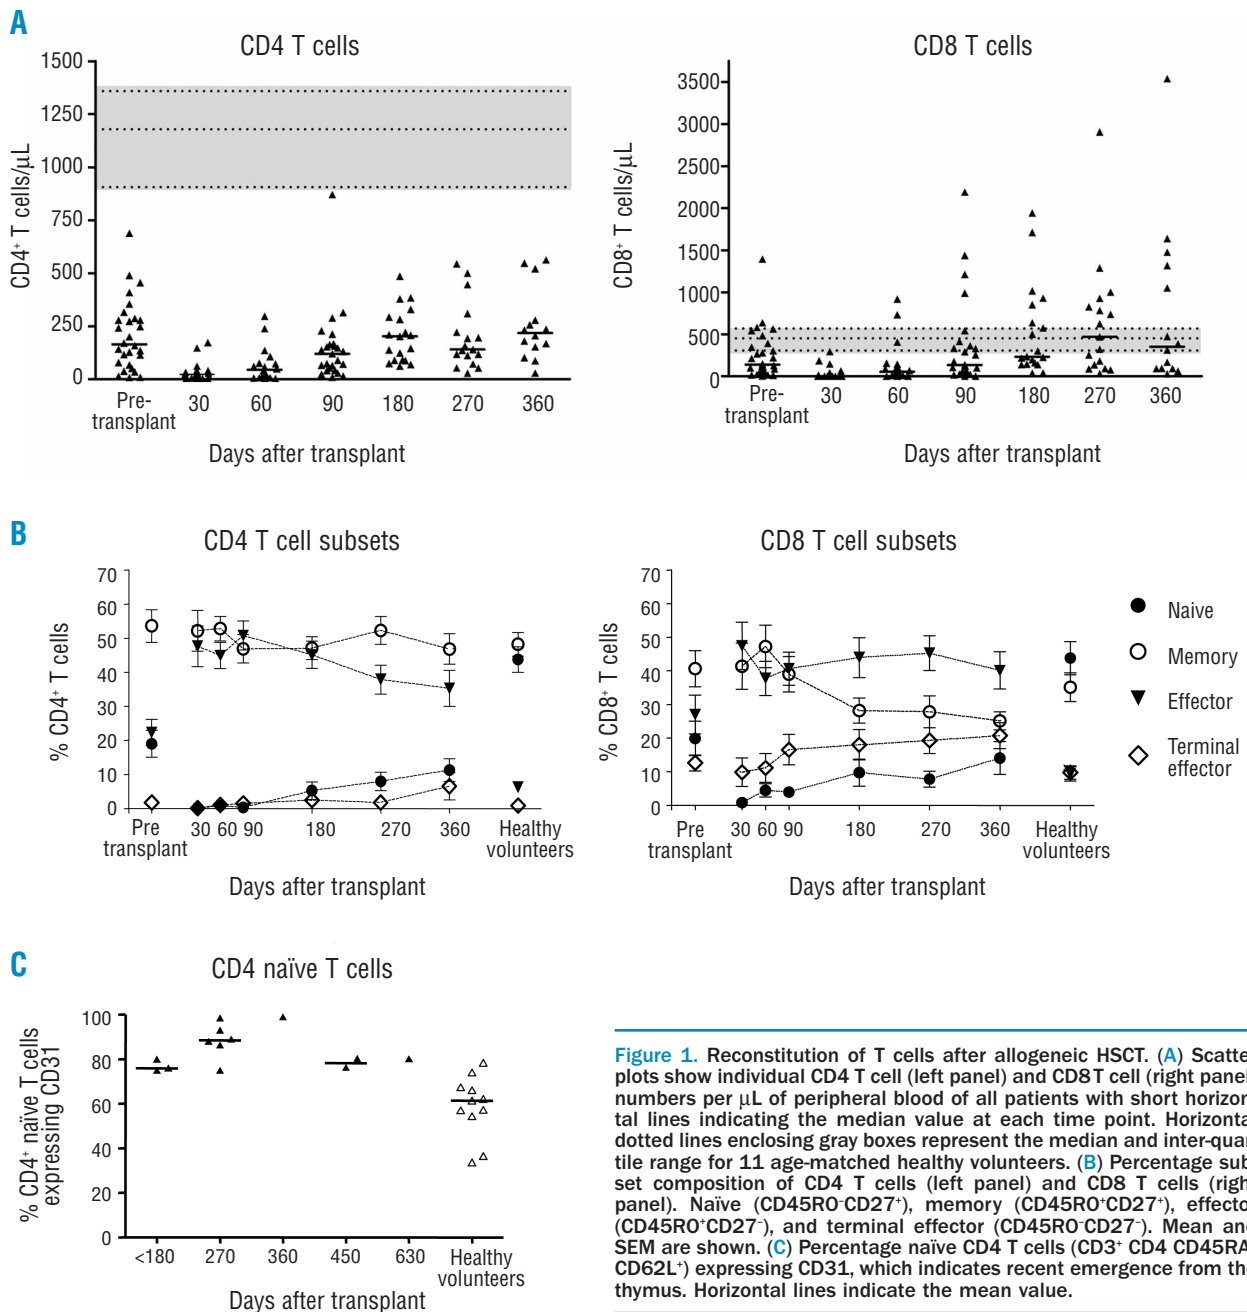 A
CD4 T cells
CD4⁺ T cells/µL
1500
1250
1000
750
500
250
0
Pre-
transplant
30
60
90
180
270
360
Days after transplant
CD8 T cells
CD8⁺ T cells/µL
3500
3000
2500
2000
1500
1000
500
0
Pre-
transplant
30
60
90
180
270
360
Days after transplant
B
CD4 T cell subsets
% CD4⁺ T cells
70
60
50
40
30
20
10
0
Pre
transplant
30
60
90
180
270
360
Healthy
volunteers
Days after transplant
CD8 T cell subsets
% CD8⁺ T cells
70
60
50
40
30
20
10
0
Pre
transplant
30
60
90
180
270
360
Healthy
volunteers
Days after transplant
Naive
Memory
Effector
Terminal
effector
C
CD4 naïve T cells
% CD4⁺ naïve T cells
expressing CD31
100
80
60
40
20
0
<180
270
360
450
630
Healthy
volunteers
Days after transplant
Figure 1. Reconstitution of T cells after allogeneic HSCT. (A) Scatte
plots show individual CD4 T cell (left panel) and CD8 T cell (right panel
numbers per µL of peripheral blood of all patients with short horizon
tal lines indicating the median value at each time point. Horizonta
dotted lines enclosing gray boxes represent the median and inter-quar
tile range for 11 age-matched healthy volunteers. (B) Percentage sub
set composition of CD4 T cells (left panel) and CD8 T cells (righ
panel). Naïve (CD45RO⁻CD27⁺), memory (CD45RO⁺CD27⁺), effecto
(CD45RO⁺CD27⁻), and terminal effector (CD45RO⁻CD27⁻). Mean and
SEM are shown. (C) Percentage naïve CD4 T cells (CD3⁺ CD4 CD45RA
CD62L⁺) expressing CD31, which indicates recent emergence from the
thymus. Horizontal lines indicate the mean value.